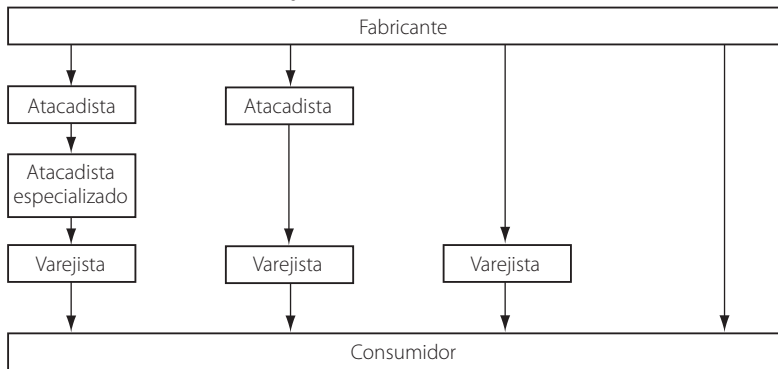 Fabricante
Atacadista
Atacadista
Atacadista
especializado
Varejista
Varejista
Varejista
Consumidor